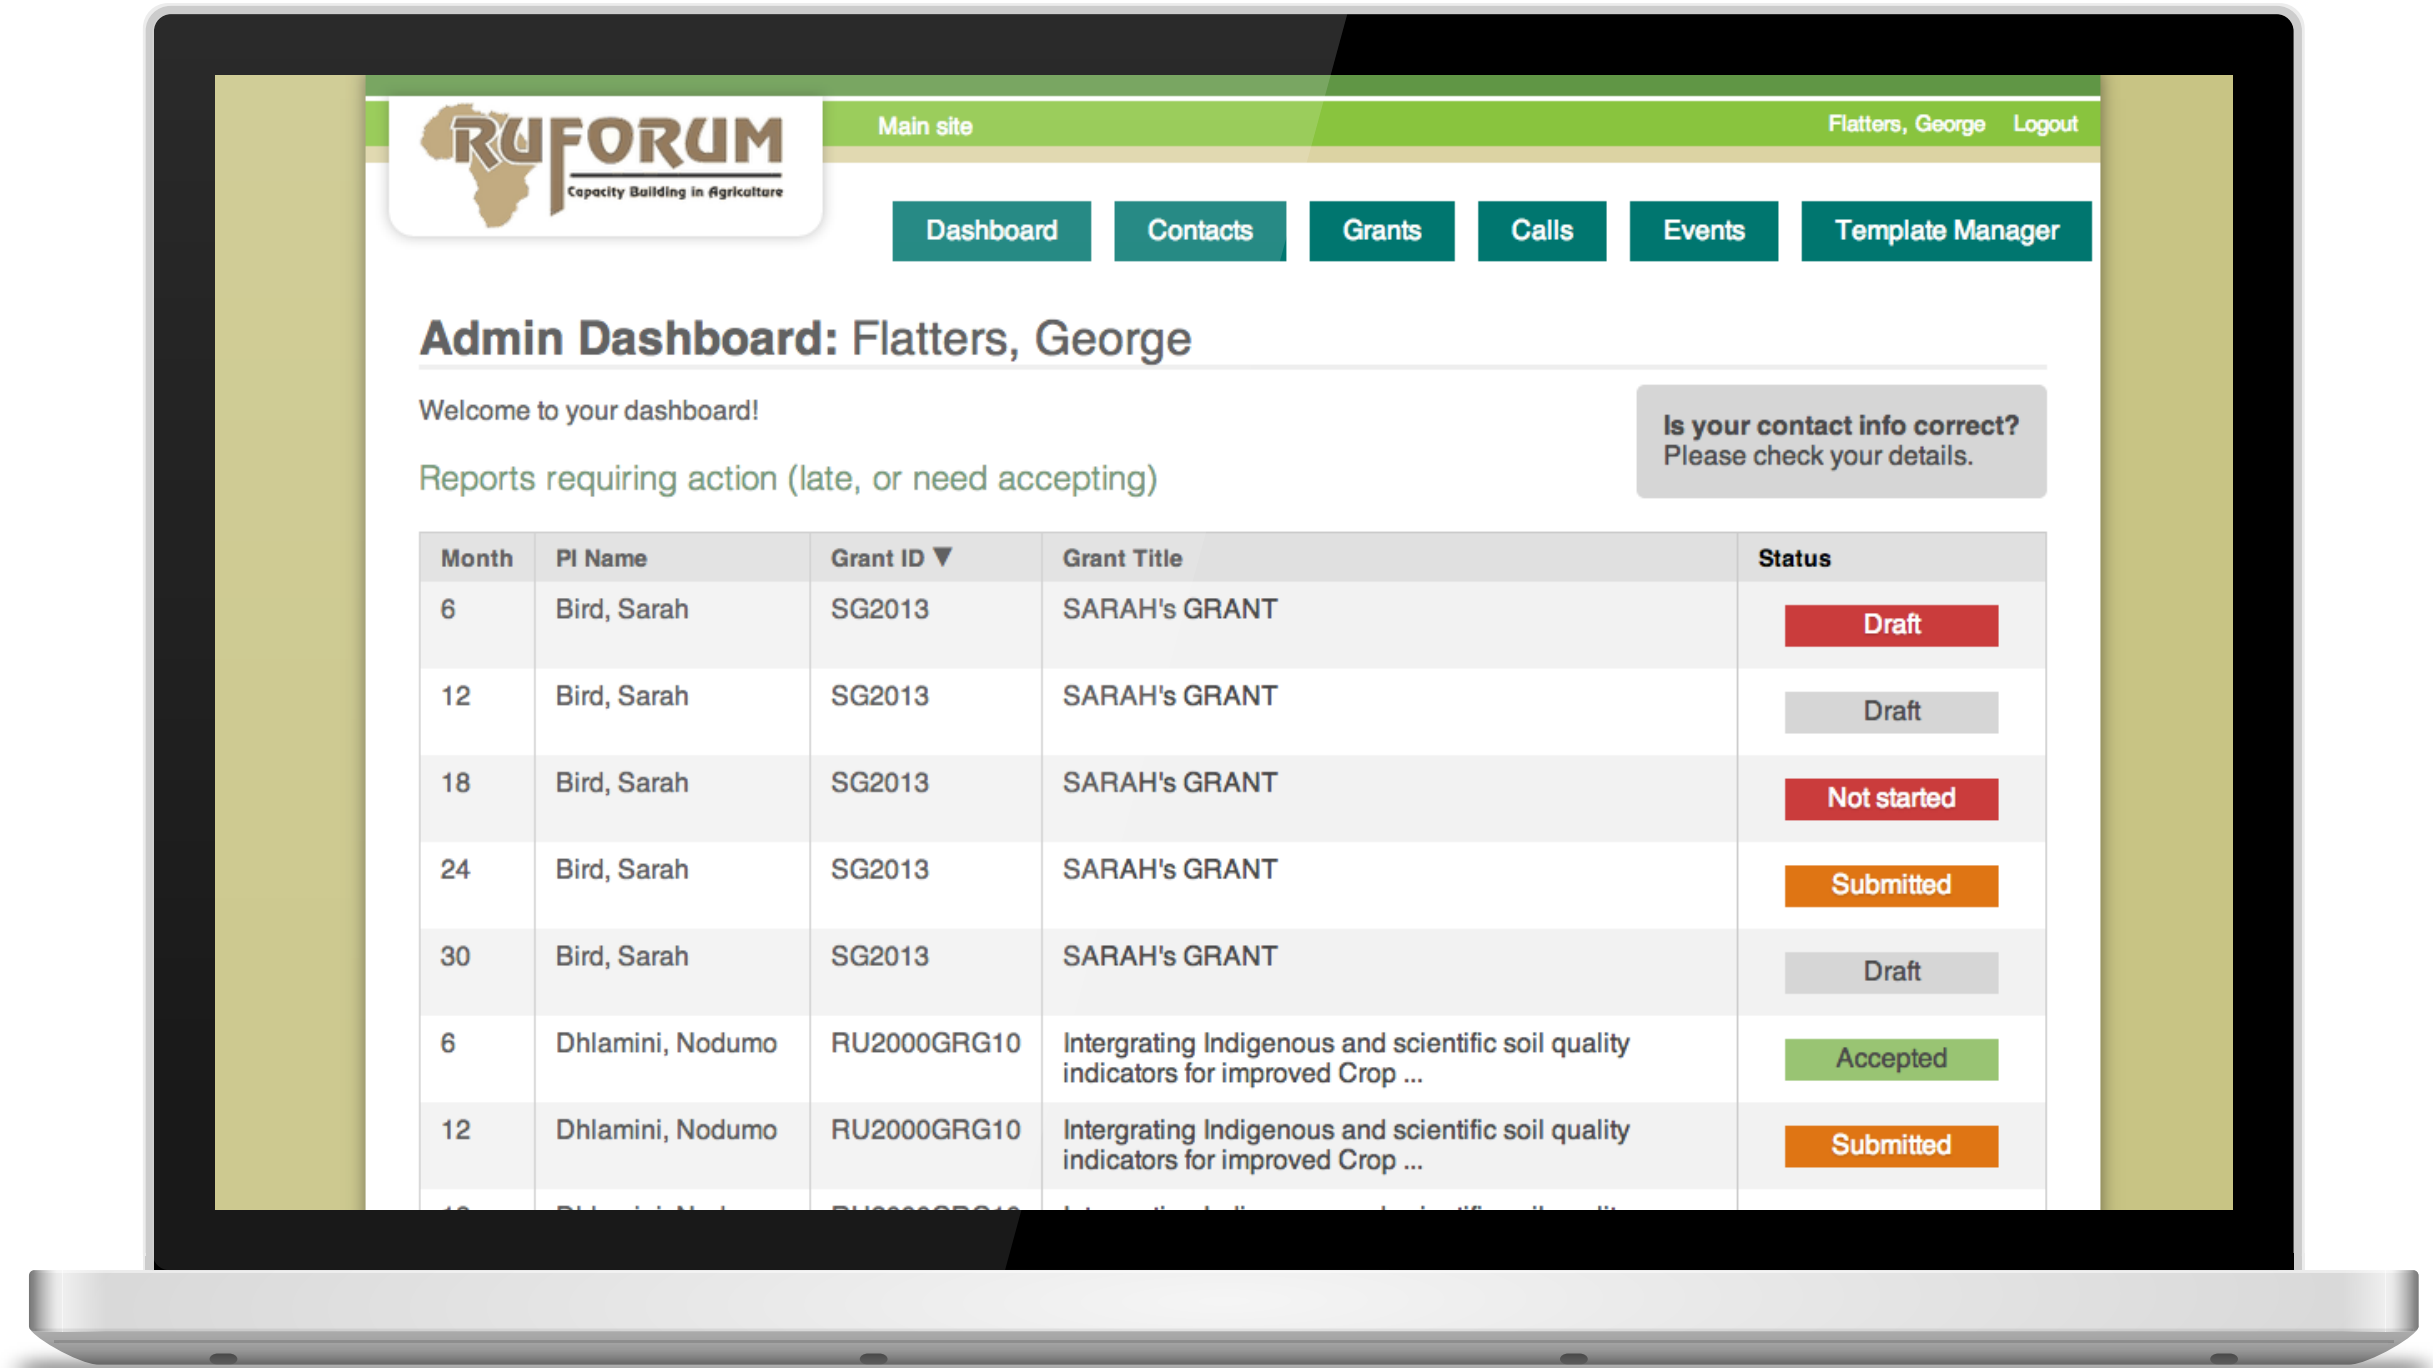 RUFORUM
Capacity Building in Agriculture
Main site
Flatters, George Logout
Dashboard Contacts Grants Calls Events Template Manager
Admin Dashboard: Flatters, George
Welcome to your dashboard!
Is your contact info correct?
Please check your details.
Reports requiring action (late, or need accepting)
Month PI Name Grant ID ▼ Grant Title Status
6 Bird, Sarah SG2013 SARAH's GRANT Draft
12 Bird, Sarah SG2013 SARAH's GRANT Draft
18 Bird, Sarah SG2013 SARAH's GRANT Not started
24 Bird, Sarah SG2013 SARAH's GRANT Submitted
30 Bird, Sarah SG2013 SARAH's GRANT Draft
6 Dhlamini, Nodumo RU2000GRG10 Intergrating Indigenous and scientific soil quality
indicators for improved Crop ... Accepted
12 Dhlamini, Nodumo RU2000GRG10 Intergrating Indigenous and scientific soil quality
indicators for improved Crop ... Submitted